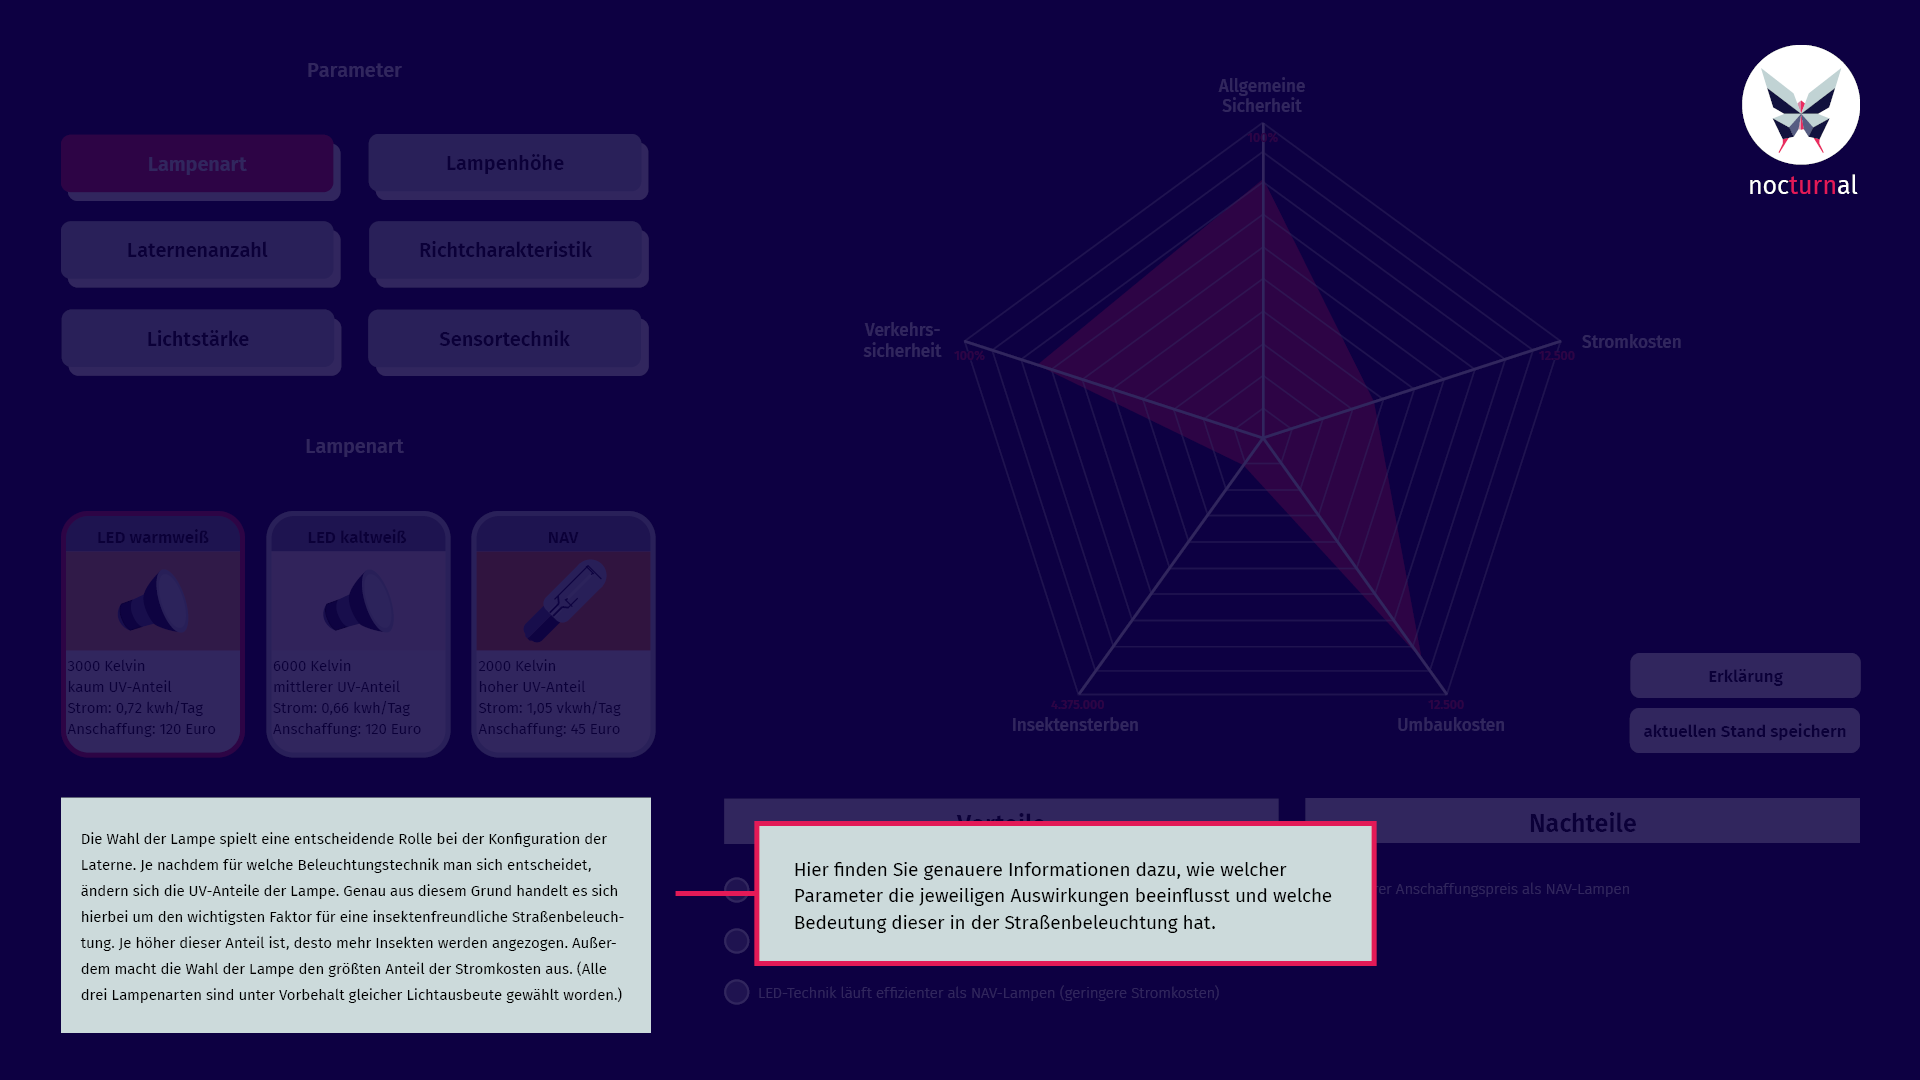 Parameter
Lampenart
Lampenhöhe
Laternenanzahl
Richtcharakteristik
Lichtstärke
Sensortechnik
Lampenart
LED warmweiß
3000 Kelvin
kaum UV-Anteil
Strom: 0,72 kwh/Tag
Anschaffung: 120 Euro
LED kaltweiß
6000 Kelvin
mittlerer UV-Anteil
Strom: 0,66 kwh/Tag
Anschaffung: 120 Euro
NAV
2000 Kelvin
hoher UV-Anteil
Strom: 1,05 vkwh/Tag
Anschaffung: 45 Euro
Die Wahl der Lampe spielt eine entscheidende Rolle bei der Konfiguration der
Laterne. Je nachdem für welche Beleuchtungstechnik man sich entscheidet,
ändern sich die UV-Anteile der Lampe. Genau aus diesem Grund handelt es sich
hierbei um den wichtigsten Faktor für eine insektenfreundliche Straßenbeleuch-
tung. Je höher dieser Anteil ist, desto mehr Insekten werden angezogen. Außer-
dem macht die Wahl der Lampe den größten Anteil der Stromkosten aus. (Alle
drei Lampenarten sind unter Vorbehalt gleicher Lichtausbeute gewählt worden.)
Allgemeine
Sicherheit
100%
Verkehrs-
sicherheit
100%
Stromkosten
12.500
Insektensterben
4.375.000
Umbaukosten
12.500
nocturnal
Erklärung
aktuellen Stand speichern
Vorteile
Nachteile
Hier finden Sie genauere Informationen dazu, wie welcher
Parameter die jeweiligen Auswirkungen beeinflusst und welche
Bedeutung dieser in der Straßenbeleuchtung hat.
Anschaffungspreis als NAV-Lampen
LED-Technik läuft effizienter als NAV-Lampen (geringere Stromkosten)